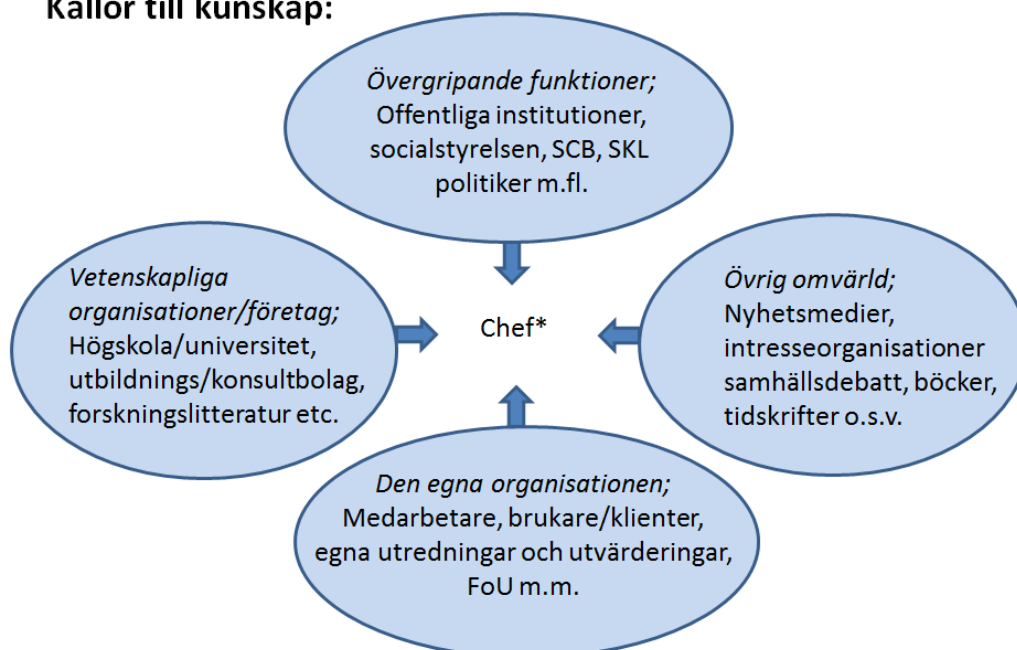 Källor till kunskap:
Övergripande funktioner;
Offentliga institutioner,
socialstyrelsen, SCB, SKL
politiker m.fl.
Vetenskapliga
organisationer/företag;
Högskola/universitet,
utbildnings/konsultbolag,
forskningslitteratur etc.
Chef*
Övrig omvärld;
Nyhetsmedier,
intresseorganisationer
samhällsdebatt, böcker,
tidskrifter o.s.v.
Den egna organisationen;
Medarbetare, brukare/klienter,
egna utredningar och utvärderingar,
FoU m.m.